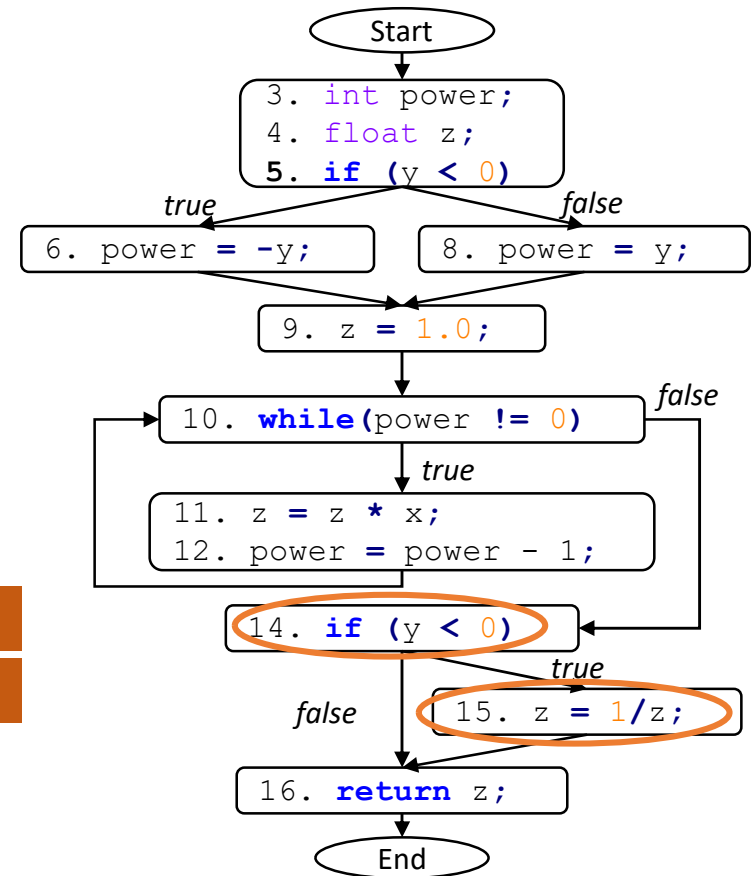 Start
3. int power;
4. float z;
5. if (y < 0)
true
false
6. power = -y;
8. power = y;
9. z = 1.0;
10. while(power != 0)
false
true
11. z = z * x;
12. power = power - 1;
14. if (y < 0)
true
false
15. z = 1/z;
16. return z;
End